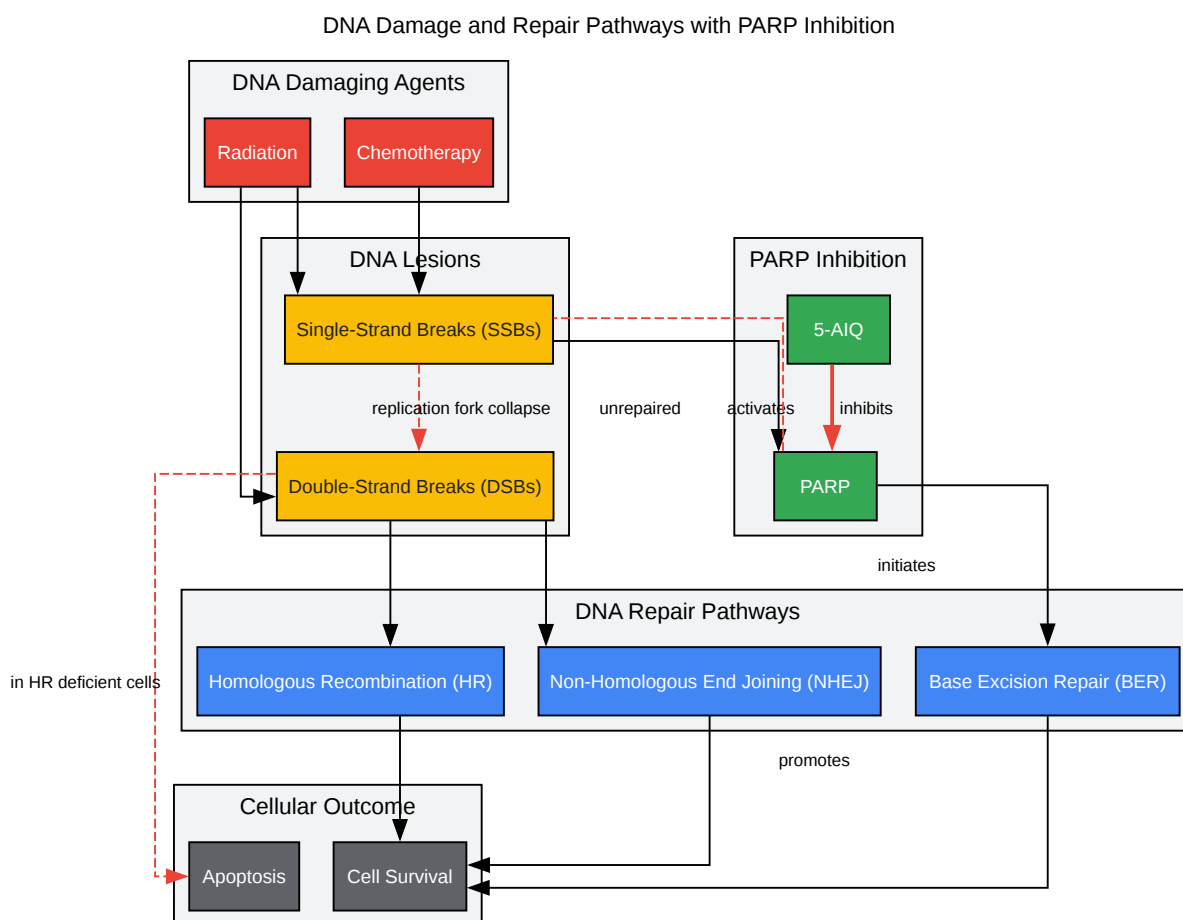 DNA Damage and Repair Pathways with PARP Inhibition
DNA Damaging Agents
Radiation
Chemotherapy
DNA Lesions
PARP Inhibition
Single-Strand Breaks (SSBs)
5-AIQ
replication fork collapse
unrepaired
activates
inhibits
Double-Strand Breaks (DSBs)
PARP
initiates
DNA Repair Pathways
in HR deficient cells
Homologous Recombination (HR)
Non-Homologous End Joining (NHEJ)
Base Excision Repair (BER)
promotes
Cellular Outcome
Apoptosis
Cell Survival